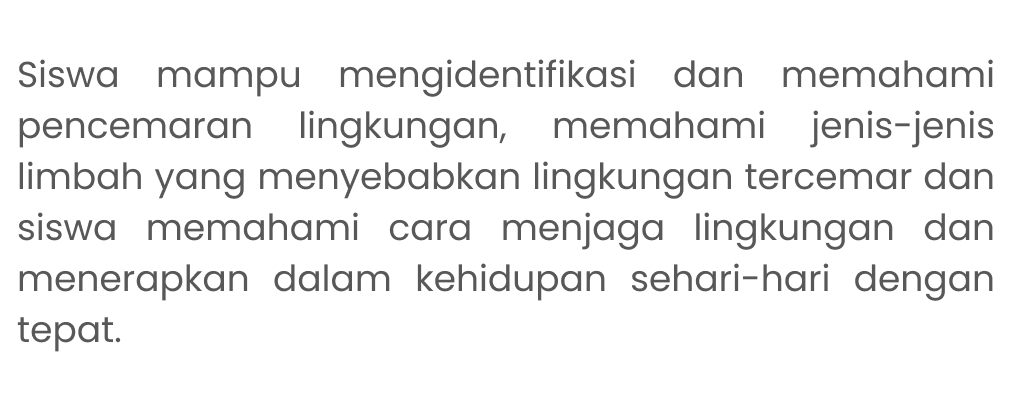 Siswa mampu mengidentifikasi dan memahami
pencemaran lingkungan, memahami jenis-jenis
limbah yang menyebabkan lingkungan tercemar dan
siswa memahami cara menjaga lingkungan dan
menerapkan dalam kehidupan sehari-hari dengan
tepat.